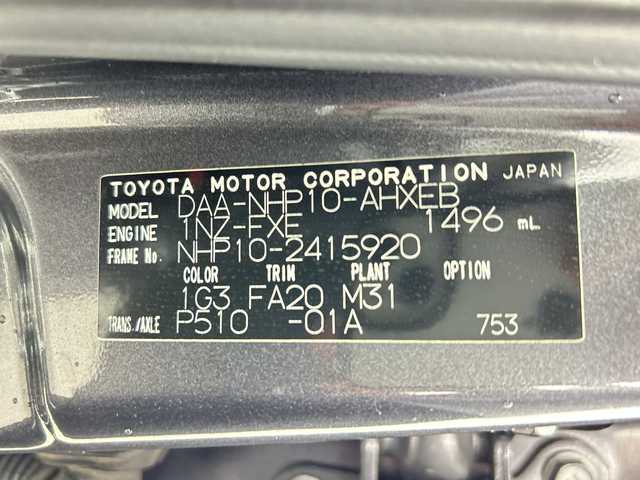 TOYOTA MOTOR CORPORATION JAPAN
MODEL DAA-NHP10-AHXEB
ENGINE 1NZ-FXE 1496 mL
FRAME No. NHP10-2415920
COLOR TRIM PLANT OPTION
1G3 FA20 M31
TRANS./AXLE P510 -01A 753